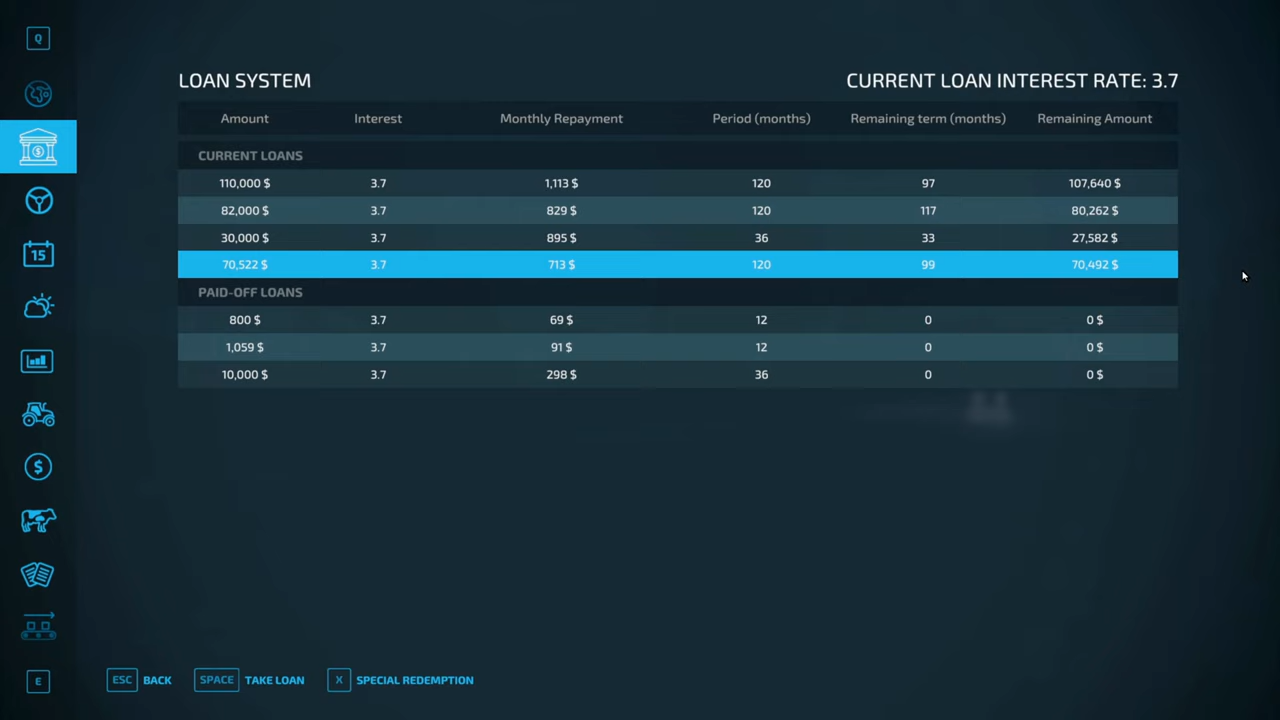 Q
LOAN SYSTEM CURRENT LOAN INTEREST RATE: 3.7
Amount Interest Monthly Repayment Period (months) Remaining term (months) Remaining Amount
CURRENT LOANS
110,000 $ 3.7 1,113 $ 120 97 107,640 $
82,000 $ 3.7 829 $ 120 117 80,262 $
30,000 $ 3.7 895 $ 36 33 27,582 $
15
70,522 $ 3.7 713 $ 120 99 70,492 $
PAID-OFF LOANS
800 $ 3.7 69 $ 12 0 0 $
1,059 $ 3.7 91 $ 12 0 0 $
10,000 $ 3.7 298 $ 36 0 0 $
E
ESC BACK SPACE TAKE LOAN X SPECIAL REDEMPTION